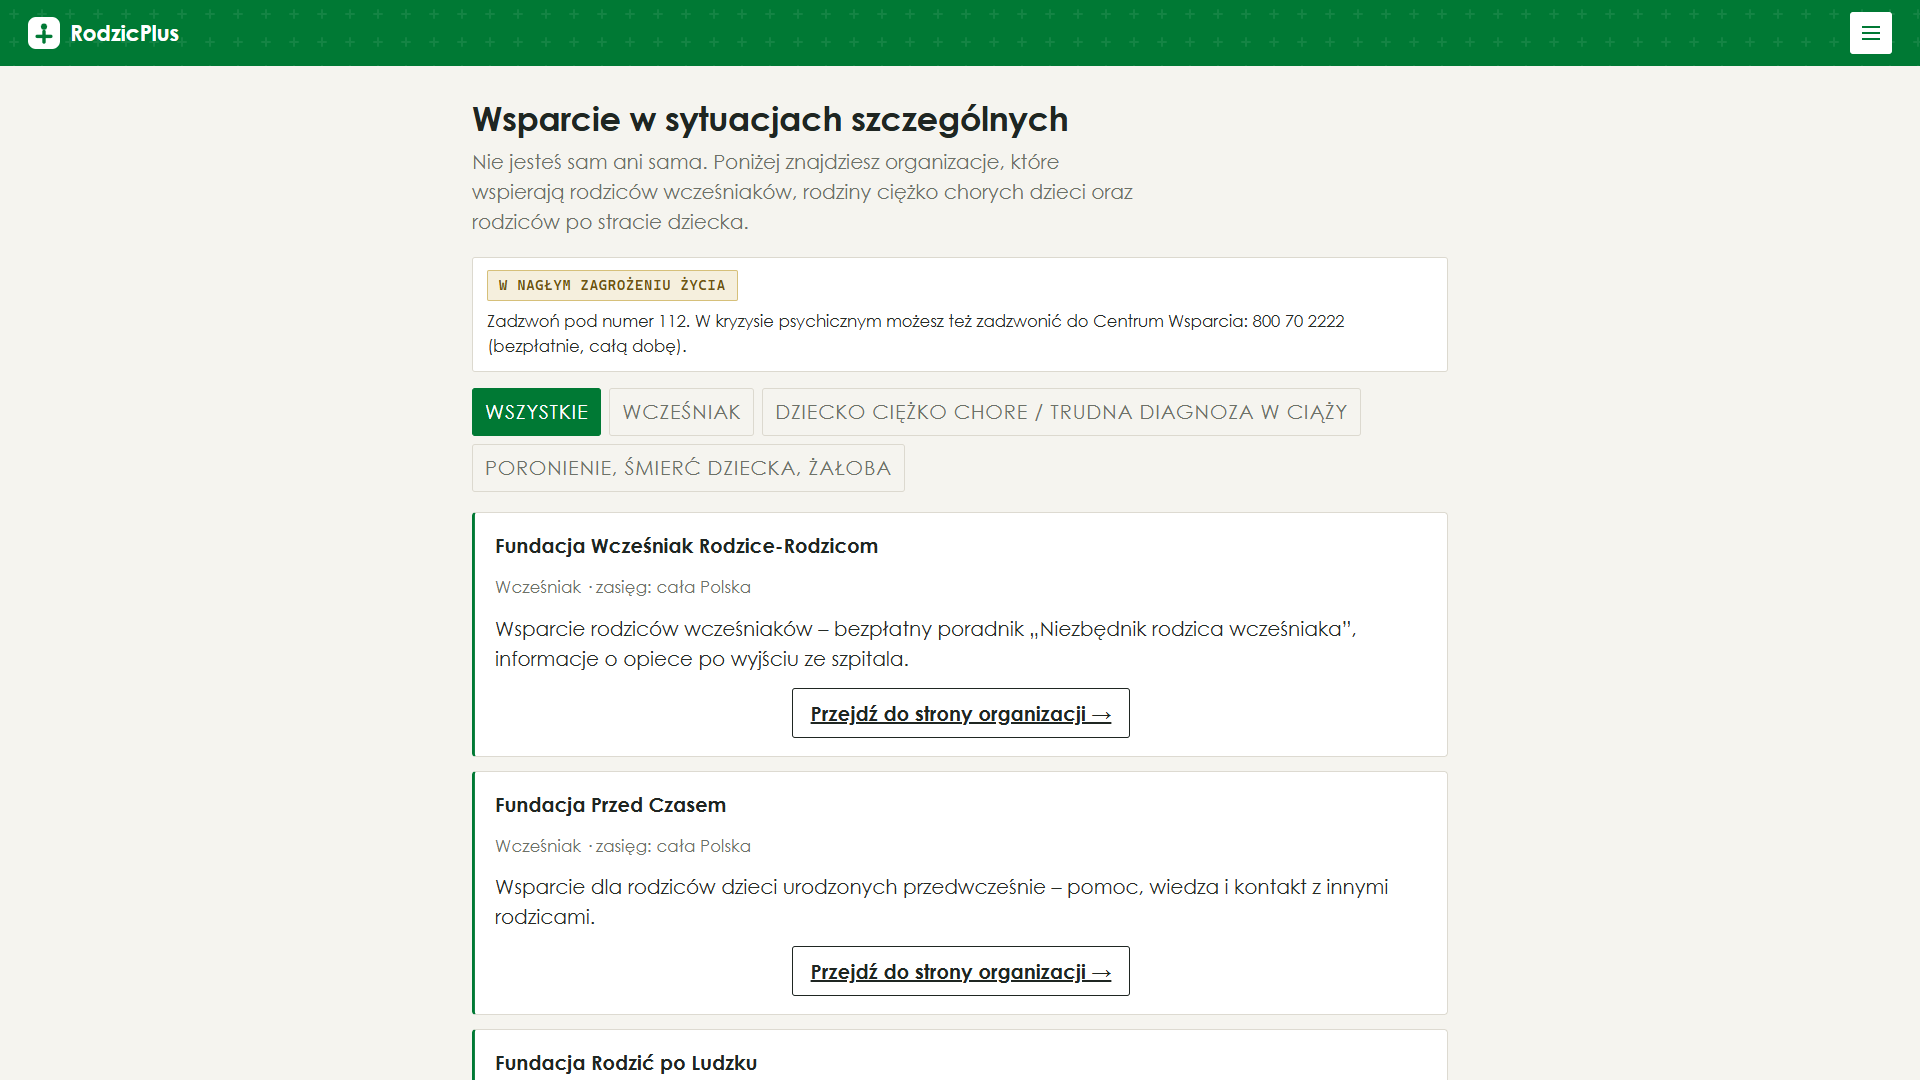 RodzicPlus
Wsparcie w sytuacjach szczególnych
Nie jesteś sam ani sama. Poniżej znajdziesz organizacje, które
wspierają rodziców wcześniaków, rodziny ciężko chorych dzieci oraz
rodziców po stracie dziecka.
W NAGŁYM ZAGROŻENIU ŻYCIA
Zadzwoń pod numer 112. W kryzysie psychicznym możesz też zadzwonić do Centrum Wsparcia: 800 70 2222
(bezpłatnie, całą dobę).
WSZYSTKIE WCZEŚNIAK DZIECKO CIĘŻKO CHORE / TRUDNA DIAGNOZA W CIĄŻY
PORONIENIE, ŚMIERĆ DZIECKA, ŻAŁOBA
Fundacja Wcześniak Rodzice-Rodzicom
Wcześniak · zasięg: cała Polska
Wsparcie rodziców wcześniaków – bezpłatny poradnik „Niezbędnik rodzica wcześniaka”,
informacje o opiece po wyjściu ze szpitala.
Przejdź do strony organizacji →
Fundacja Przed Czasem
Wcześniak · zasięg: cała Polska
Wsparcie dla rodziców dzieci urodzonych przedwcześnie – pomoc, wiedza i kontakt z innymi
rodzicami.
Przejdź do strony organizacji →
Fundacja Rodzić po Ludzku